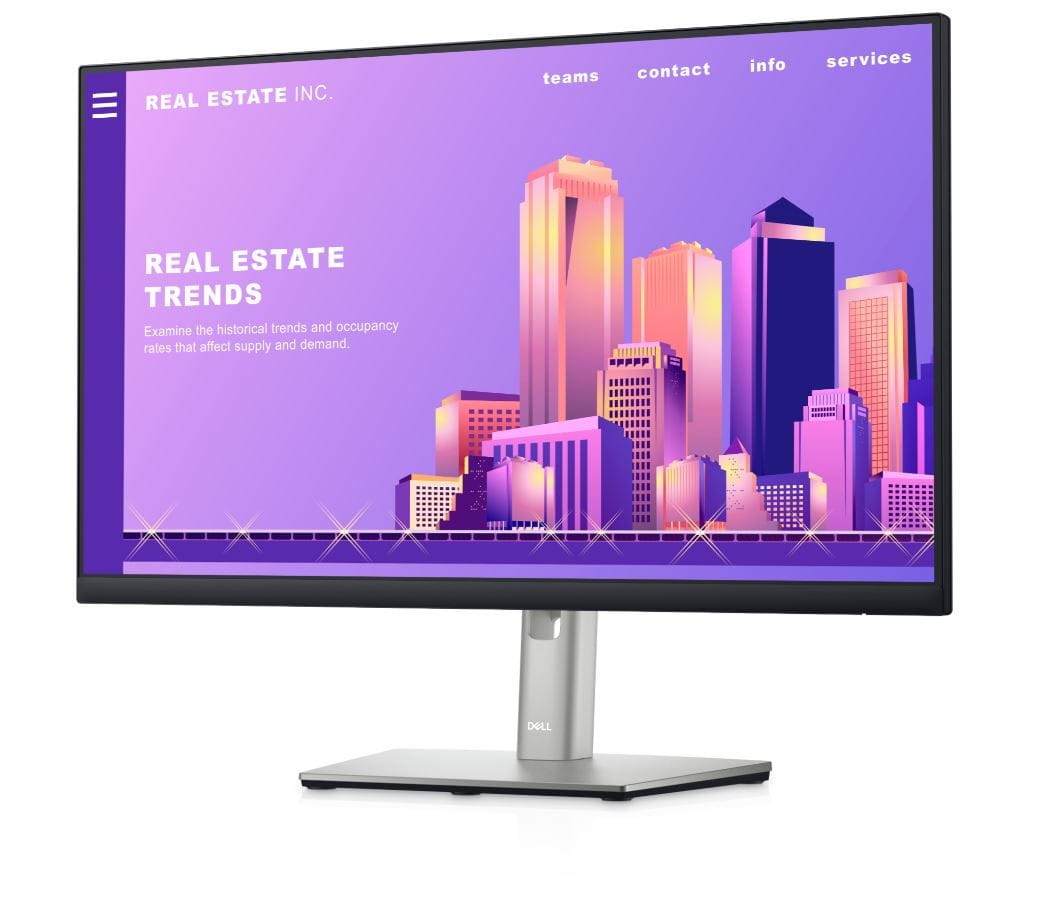 REAL ESTATE INC.
teams contact info services
REAL ESTATE
TRENDS
Examine the historical trends and occupancy
rates that affect supply and demand.
DELL